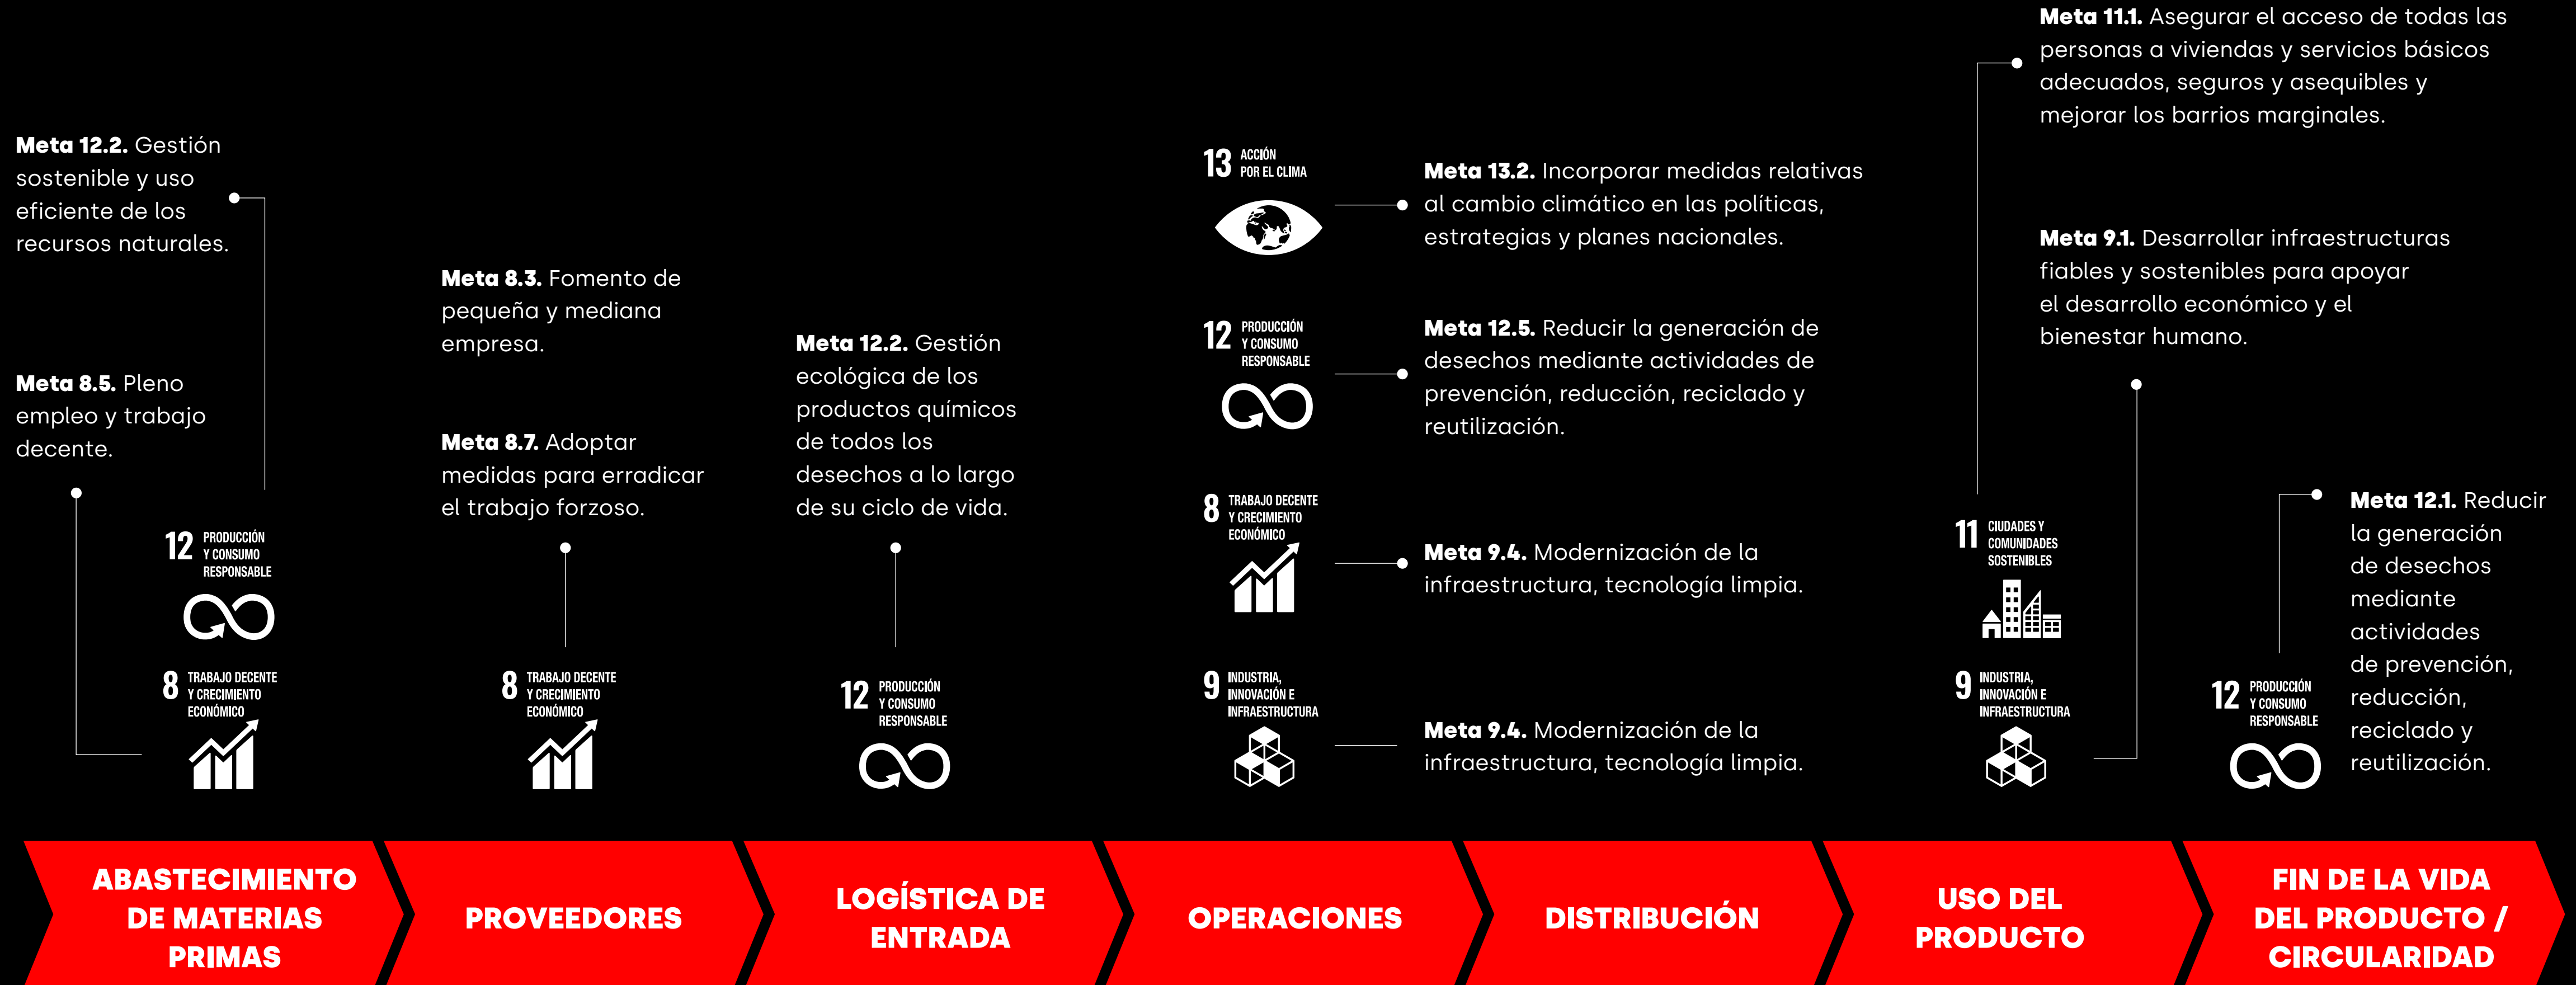 Meta 12.2. Gestión
sostenible y uso
eficiente de los
recursos naturales.
Meta 8.5. Pleno
empleo y trabajo
decente.
12 PRODUCCIÓN
Y CONSUMO
RESPONSABLE
8 TRABAJO DECENTE
Y CRECIMIENTO
ECONÓMICO
Meta 8.3. Fomento de
pequeña y mediana
empresa.
Meta 8.7. Adoptar
medidas para erradicar
el trabajo forzoso.
8 TRABAJO DECENTE
Y CRECIMIENTO
ECONÓMICO
Meta 12.2. Gestión
ecológica de los
productos químicos
de todos los
desechos a lo largo
de su ciclo de vida.
12 PRODUCCIÓN
Y CONSUMO
RESPONSABLE
13 ACCIÓN
POR EL CLIMA
Meta 13.2. Incorporar medidas relativas
al cambio climático en las políticas,
estrategias y planes nacionales.
12 PRODUCCIÓN
Y CONSUMO
RESPONSABLE
Meta 12.5. Reducir la generación de
desechos mediante actividades de
prevención, reducción, reciclado y
reutilización.
8 TRABAJO DECENTE
Y CRECIMIENTO
ECONÓMICO
Meta 9.4. Modernización de la
infraestructura, tecnología limpia.
9 INDUSTRIA,
INNOVACIÓN E
INFRAESTRUCTURA
Meta 9.4. Modernización de la
infraestructura, tecnología limpia.
Meta 11.1. Asegurar el acceso de todas las
personas a viviendas y servicios básicos
adecuados, seguros y asequibles y
mejorar los barrios marginales.
Meta 9.1. Desarrollar infraestructuras
fiables y sostenibles para apoyar
el desarrollo económico y el
bienestar humano.
11 CIUDADES Y
COMUNIDADES
SOSTENIBLES
9 INDUSTRIA,
INNOVACIÓN E
INFRAESTRUCTURA
12 PRODUCCIÓN
Y CONSUMO
RESPONSABLE
Meta 12.1. Reducir
la generación
de desechos
mediante
actividades
de prevención,
reducción,
reciclado y
reutilización.
ABASTECIMIENTO
DE MATERIAS
PRIMAS
PROVEEDORES
LOGÍSTICA DE
ENTRADA
OPERACIONES
DISTRIBUCIÓN
USO DEL
PRODUCTO
FIN DE LA VIDA
DEL PRODUCTO /
CIRCULARIDAD